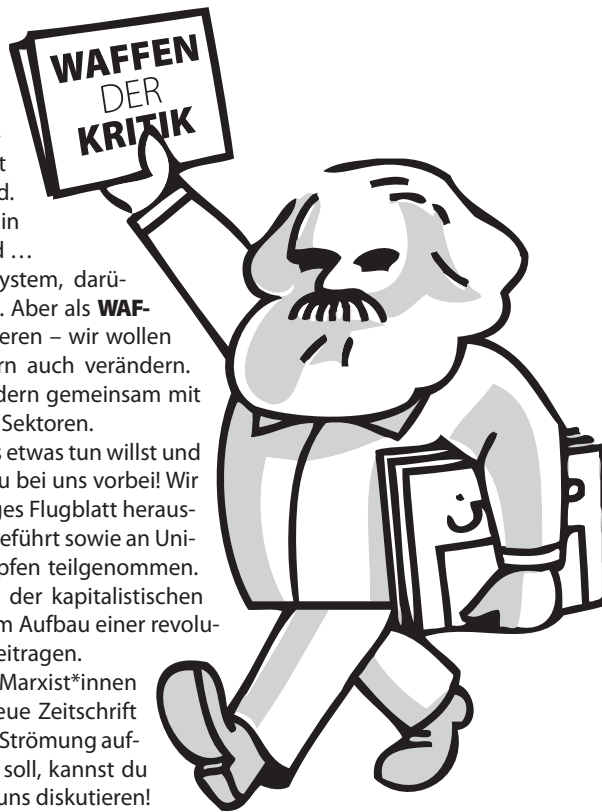 WAFFEN
DER
KRITIK
t
d.
in
d …
system, darü-
. Aber als WAF-
eren – wir wollen
rn auch verändern.
dern gemeinsam mit
Sektoren.
s etwas tun willst und
u bei uns vorbei! Wir
ges Flugblatt heraus-
eführt sowie an Uni-
pfen teilgenommen.
der kapitalistischen
m Aufbau einer revolu-
eitragen.
Marxist*innen
eue Zeitschrift
Strömung auf-
soll, kannst du
uns diskutieren!